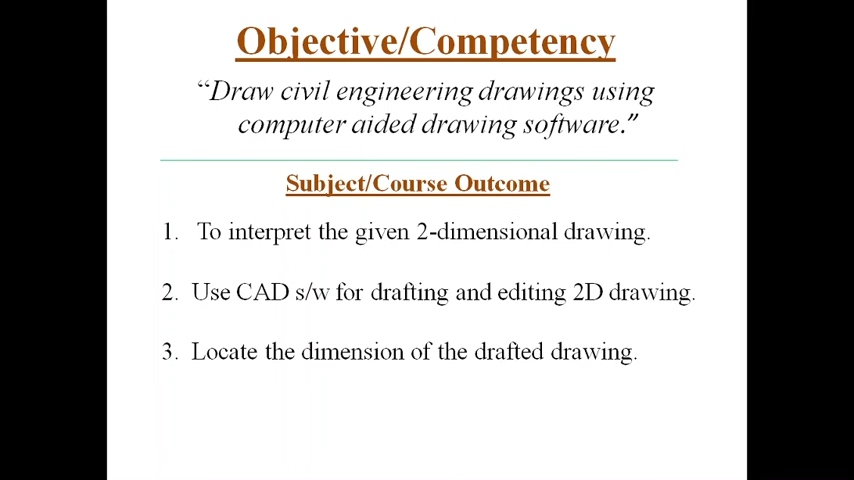 Objective/Competency
“Draw civil engineering drawings using
computer aided drawing software.”
Subject/Course Outcome
1. To interpret the given 2-dimensional drawing.
2. Use CAD s/w for drafting and editing 2D drawing.
3. Locate the dimension of the drafted drawing.